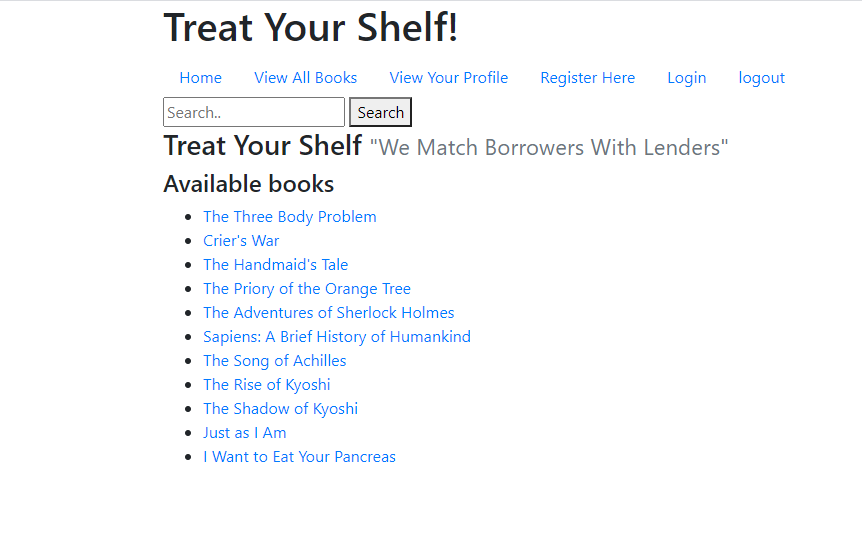 Treat Your Shelf!
Home View All Books View Your Profile Register Here Login logout
Search.. Search
Treat Your Shelf "We Match Borrowers With Lenders"
Available books
The Three Body Problem
Crier's War
The Handmaid's Tale
The Priory of the Orange Tree
The Adventures of Sherlock Holmes
Sapiens: A Brief History of Humankind
The Song of Achilles
The Rise of Kyoshi
The Shadow of Kyoshi
Just as I Am
I Want to Eat Your Pancreas